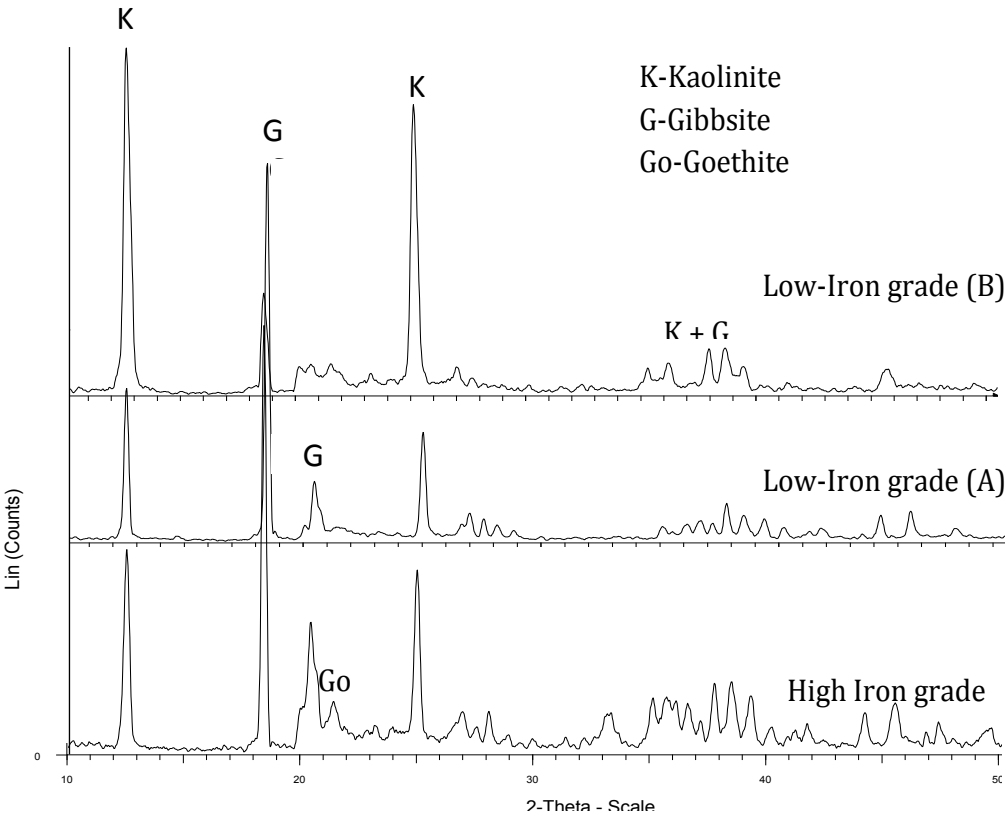 K
K
K-Kaolinite
G-Gibbsite
Go-Goethite
G
Low-Iron grade (B)
K + G
G
Low-Iron grade (A)
Lin (Counts)
Go
High Iron grade
0
10
20
30
40
50
2-Theta - Scale